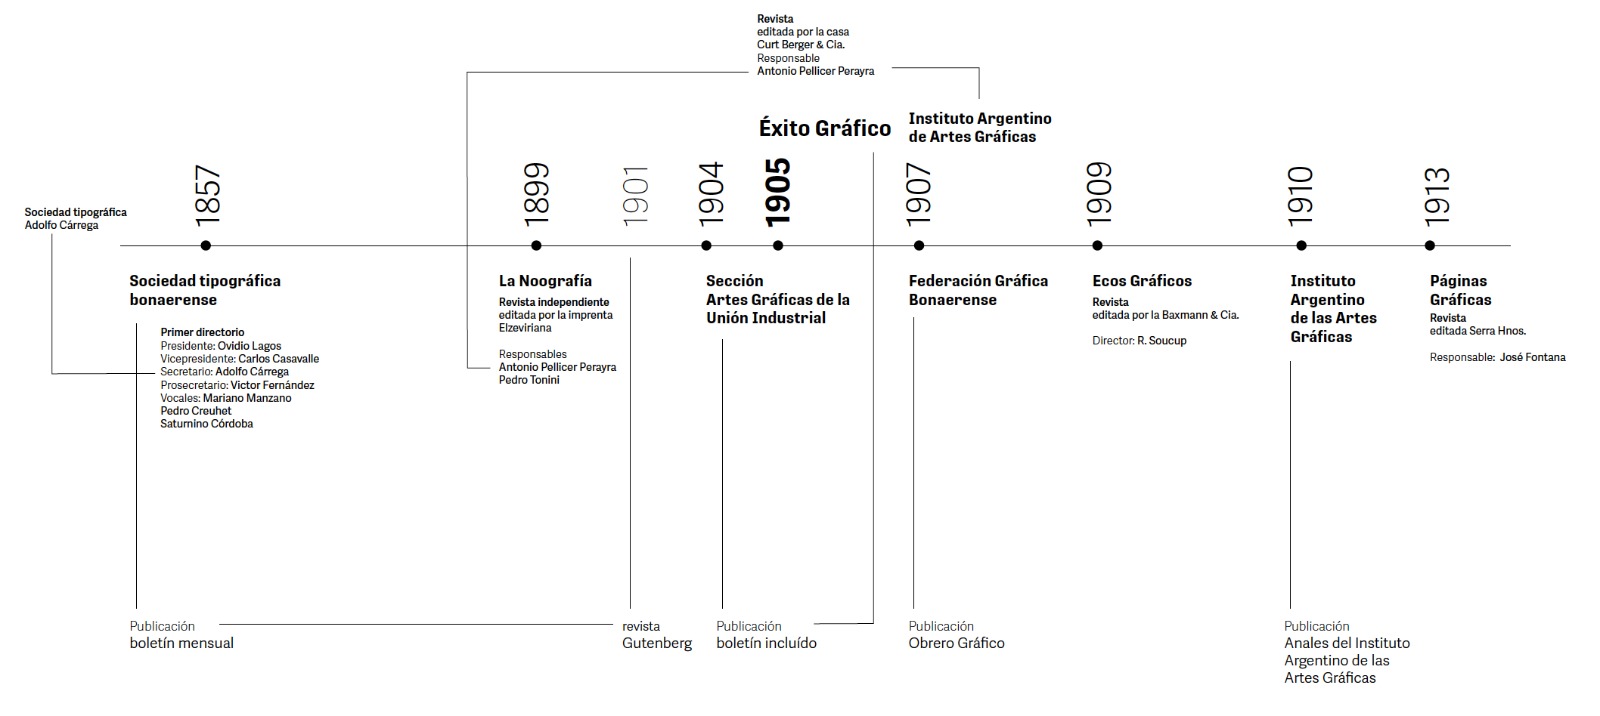 Revista
editada por la casa
Curt Berger & Cia.
Responsable
Antonio Pellicer Perayra
Éxito Gráfico
Instituto Argentino
de Artes Gráficas
1857
1899
1901
1904
1905
1907
1909
1910
1913
Sociedad tipográfica
Adolfo Cárrega
Sociedad tipográfica
bonaerense
Primer directorio
Presidente: Ovidio Lagos
Vicepresidente: Carlos Casavalle
Secretario: Adolfo Cárrega
Prosecretario: Victor Fernández
Vocales: Mariano Manzano
Pedro Creuhet
Saturnino Córdoba
La Noografía
Revista independiente
editada por la imprenta
Elzeviriana
Responsables
Antonio Pellicer Perayra
Pedro Tonini
Sección
Artes Gráficas de la
Unión Industrial
Federación Gráfica
Bonaerense
Ecos Gráficos
Revista
editada por la Baxmann & Cia.
Director: R. Soucup
Instituto
Argentino
de las Artes
Gráficas
Páginas
Gráficas
Revista
editada Serra Hnos.
Responsable: José Fontana
Publicación
boletín mensual
revista
Gutenberg
Publicación
boletín incluído
Publicación
Obrero Gráfico
Publicación
Anales del Instituto
Argentino de las
Artes Gráficas